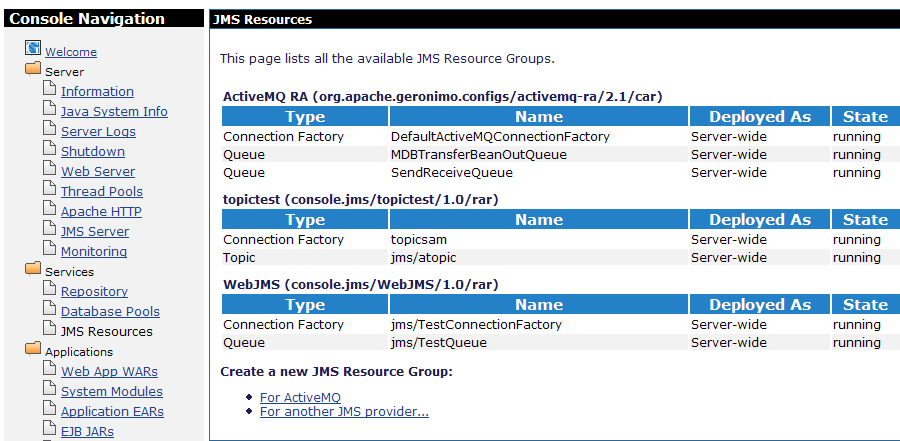 Console Navigation
Welcome
Server
Information
Java System Info
Server Logs
Shutdown
Web Server
Thread Pools
Apache HTTP
JMS Server
Monitoring
Services
Repository
Database Pools
JMS Resources
Applications
Web App WARs
System Modules
Application EARs
EJB JARs
JMS Resources
This page lists all the available JMS Resource Groups.
ActiveMQ RA (org.apache.geronimo.configs/activemq-ra/2.1/car)
Type Name Deployed As State
Connection Factory DefaultActiveMQConnectionFactory Server-wide running
Queue MDBTransferBeanOutQueue Server-wide running
Queue SendReceiveQueue Server-wide running
topictest (console.jms/topictest/1.0/rar)
Type Name Deployed As State
Connection Factory topicsam Server-wide running
Topic jms/atopic Server-wide running
WebJMS (console.jms/WebJMS/1.0/rar)
Type Name Deployed As State
Connection Factory jms/TestConnectionFactory Server-wide running
Queue jms/TestQueue Server-wide running
Create a new JMS Resource Group:
For ActiveMQ
For another JMS provider...